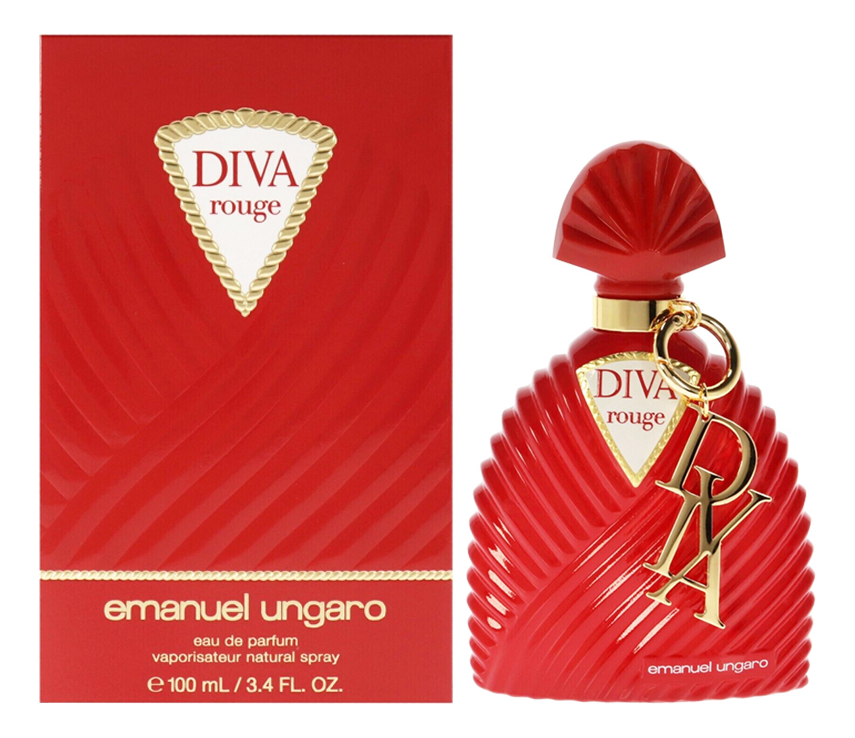 DIVA
rouge
emanuel ungaro
eau de parfum
vaporisateur natural spray
℮ 100 mL / 3.4 FL. OZ.
DIVA
rouge
DIVA
emanuel ungaro